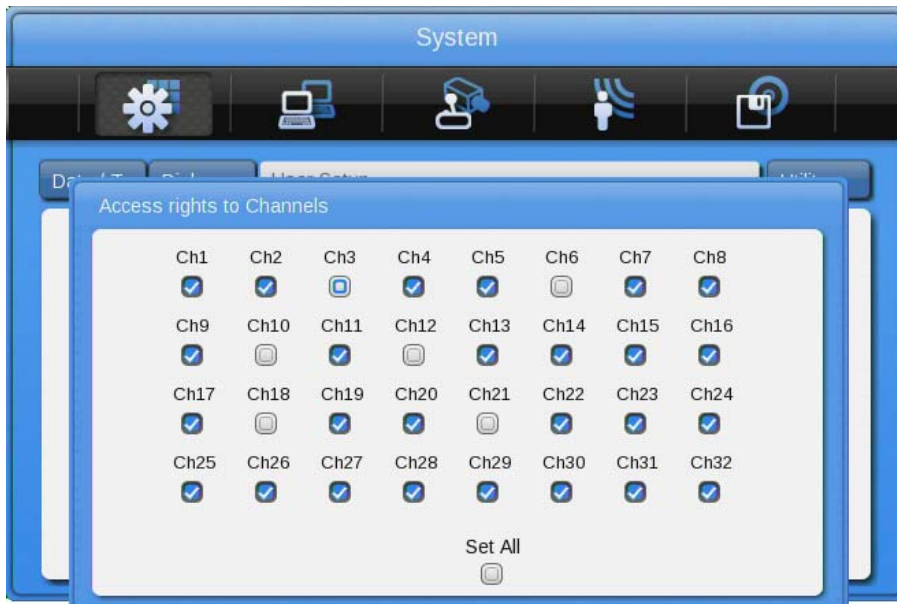 System
Access rights to Channels
Ch1 Ch2 Ch3 Ch4 Ch5 Ch6 Ch7 Ch8
Ch9 Ch10 Ch11 Ch12 Ch13 Ch14 Ch15 Ch16
Ch17 Ch18 Ch19 Ch20 Ch21 Ch22 Ch23 Ch24
Ch25 Ch26 Ch27 Ch28 Ch29 Ch30 Ch31 Ch32
Set All